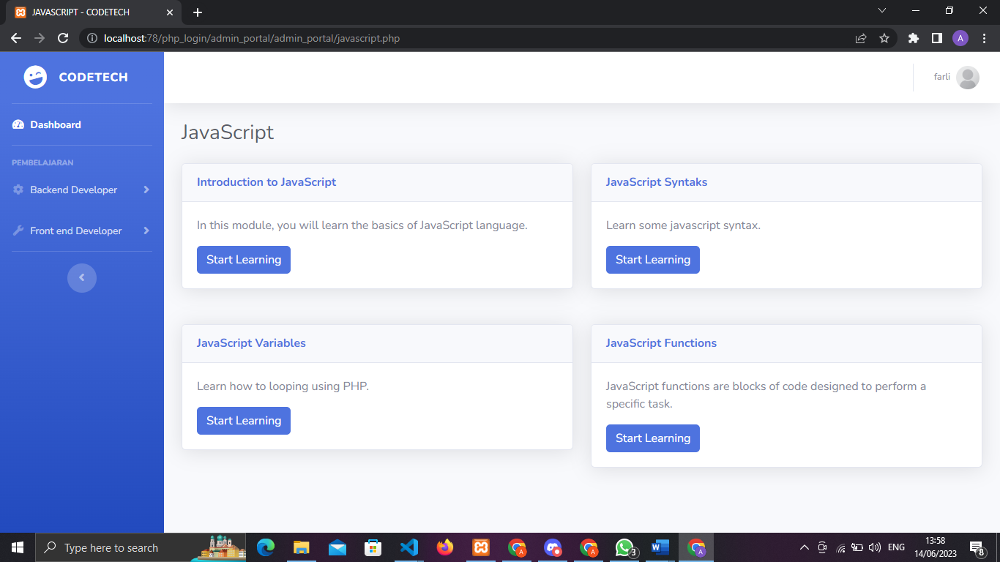 JAVASCRIPT - CODETECH
localhost:78/php_login/admin_portal/admin_portal/javascript.php
A
CODETECH
farli
Dashboard
PEMBELAJARAN
Backend Developer
Front end Developer
JavaScript
Introduction to JavaScript
In this module, you will learn the basics of JavaScript language.
Start Learning
JavaScript Syntaks
Learn some javascript syntax.
Start Learning
JavaScript Variables
Learn how to looping using PHP.
Start Learning
JavaScript Functions
JavaScript functions are blocks of code designed to perform a
specific task.
Start Learning
Type here to search
A
A
3
W
A
ENG
13:58
14/06/2023
8